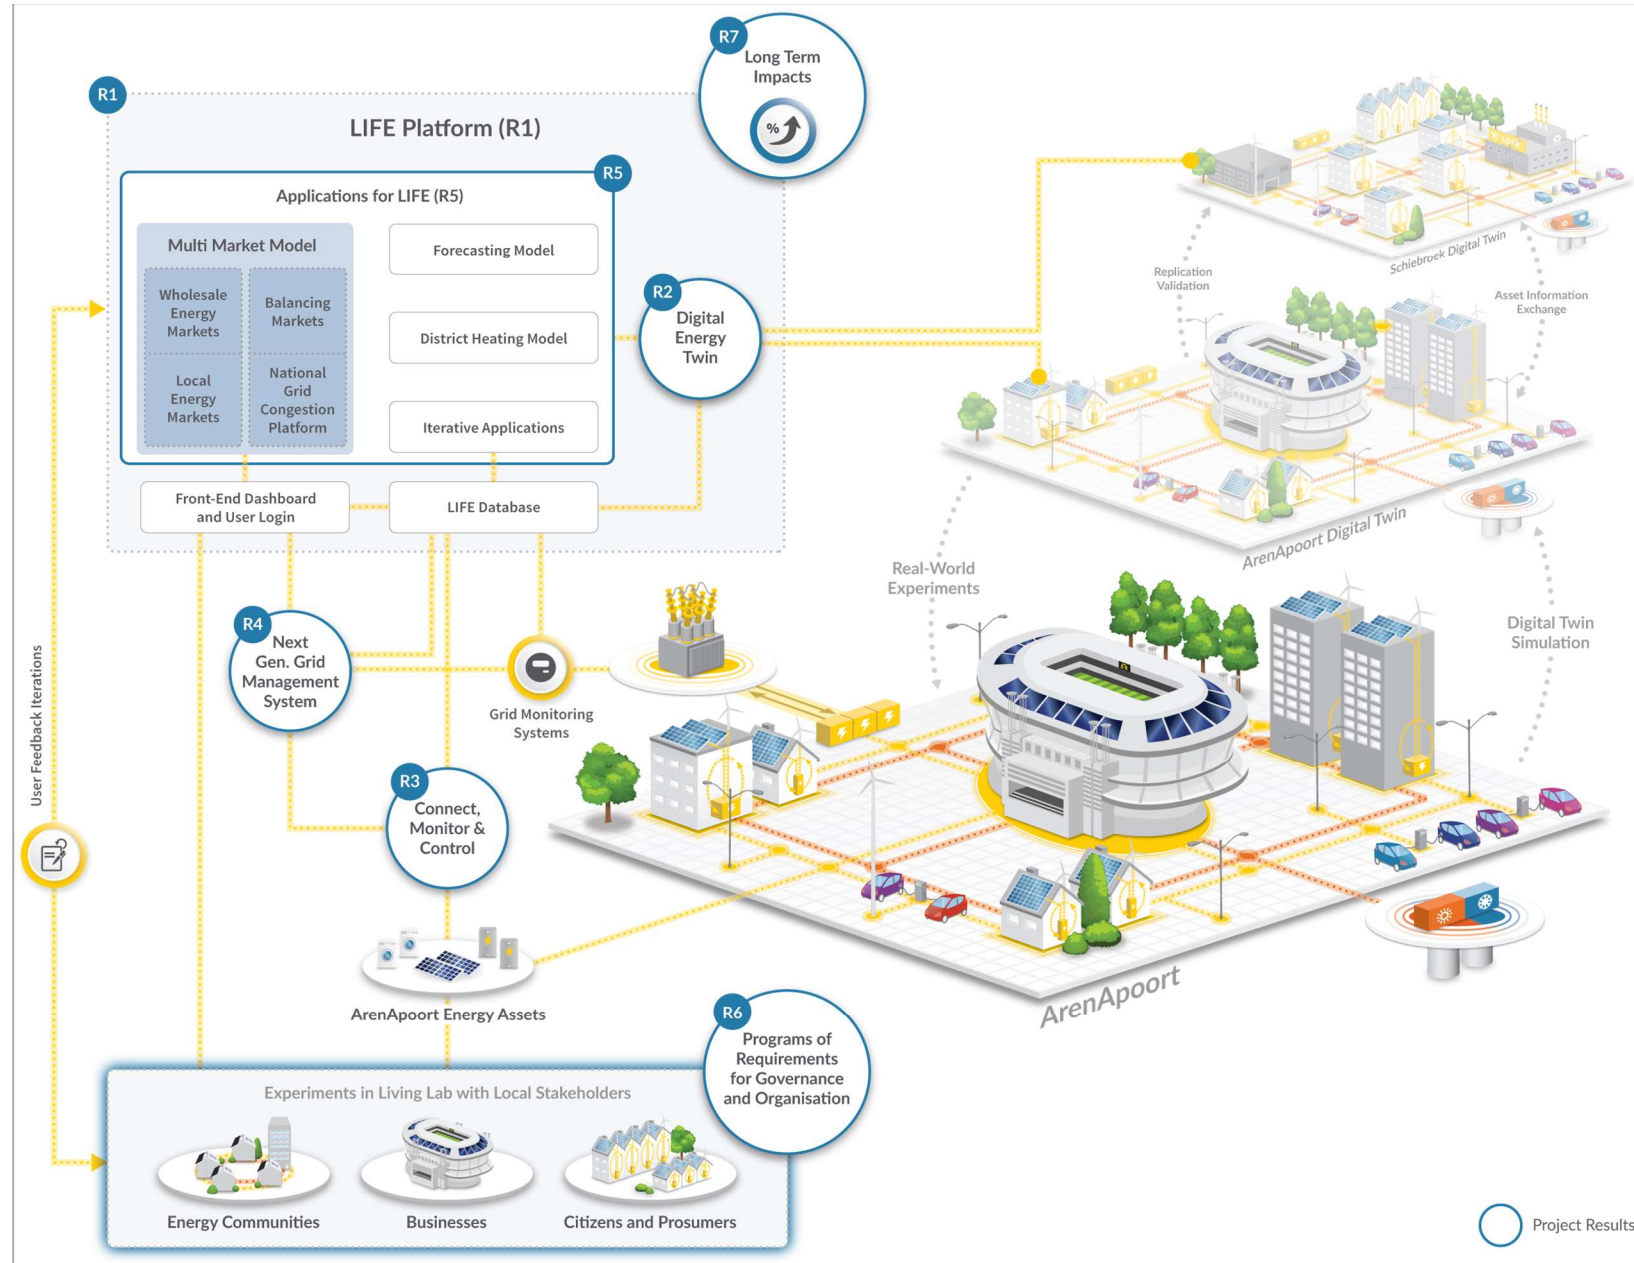 R7
Long Term
Impacts
%
R1
LIFE Platform (R1)
R5
Applications for LIFE (R5)
Multi Market Model
Wholesale
Energy
Markets
Balancing
Markets
Local
Energy
Markets
National
Grid
Congestion
Platform
Forecasting Model
District Heating Model
Iterative Applications
R2
Digital
Energy
Twin
Front-End Dashboard
and User Login
LIFE Database
Schiebroek Digital Twin
Replication
Validation
Asset Information
Exchange
ArenApoort Digital Twin
Real-World
Experiments
Digital Twin
Simulation
R4
Next
Gen. Grid
Management
System
Grid Monitoring
Systems
User Feedback Iterations
R3
Connect,
Monitor &
Control
ArenApoort Energy Assets
ArenApoort
R6
Programs of
Requirements
for Governance
and Organisation
Experiments in Living Lab with Local Stakeholders
Energy Communities
Businesses
Citizens and Prosumers
Project Results